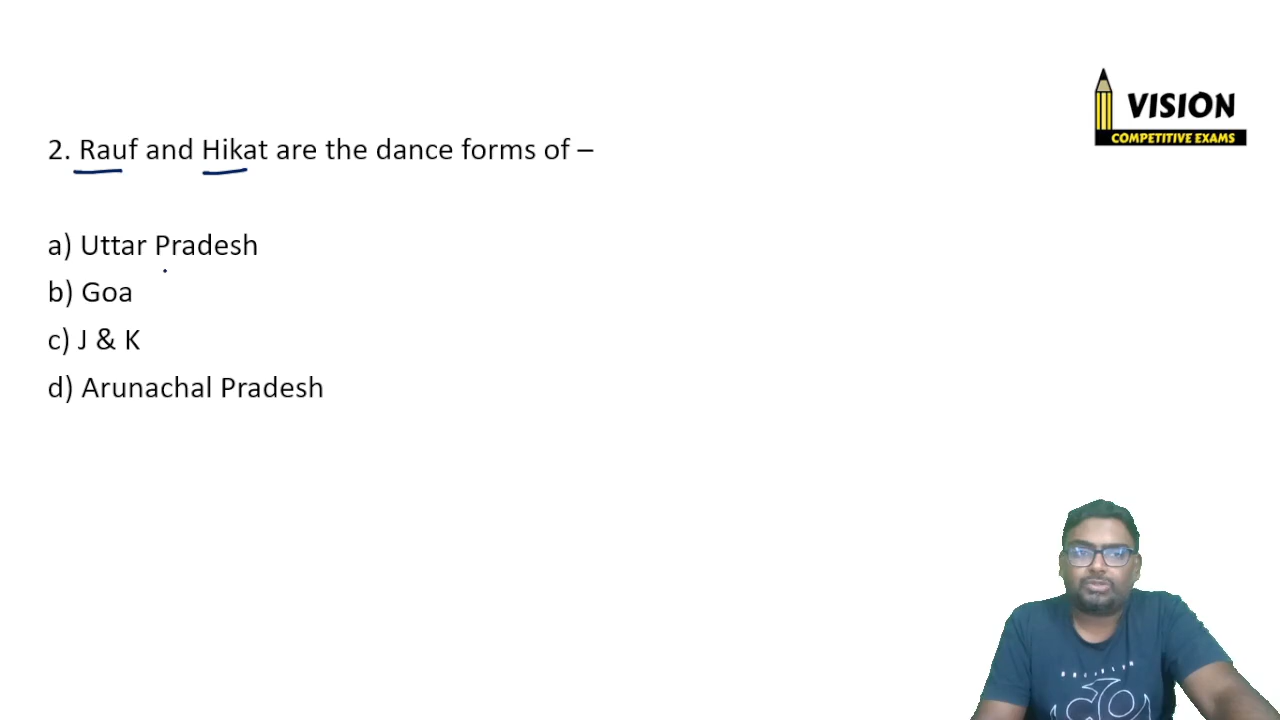 VISION
COMPETITIVE EXAMS
2. Rauf and Hikat are the dance forms of –
a) Uttar Pradesh
b) Goa
c) J & K
d) Arunachal Pradesh